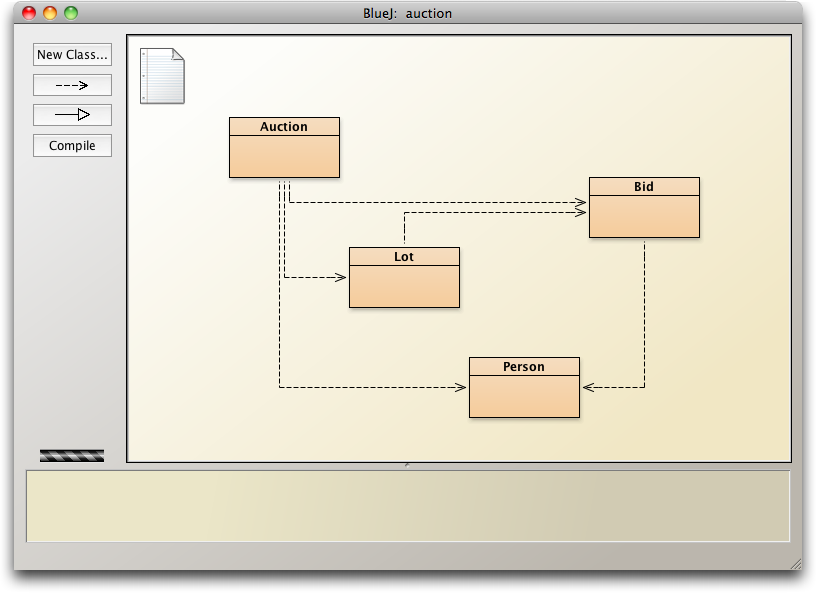 BlueJ: auction
New Class...
Compile
Auction
Bid
Lot
Person